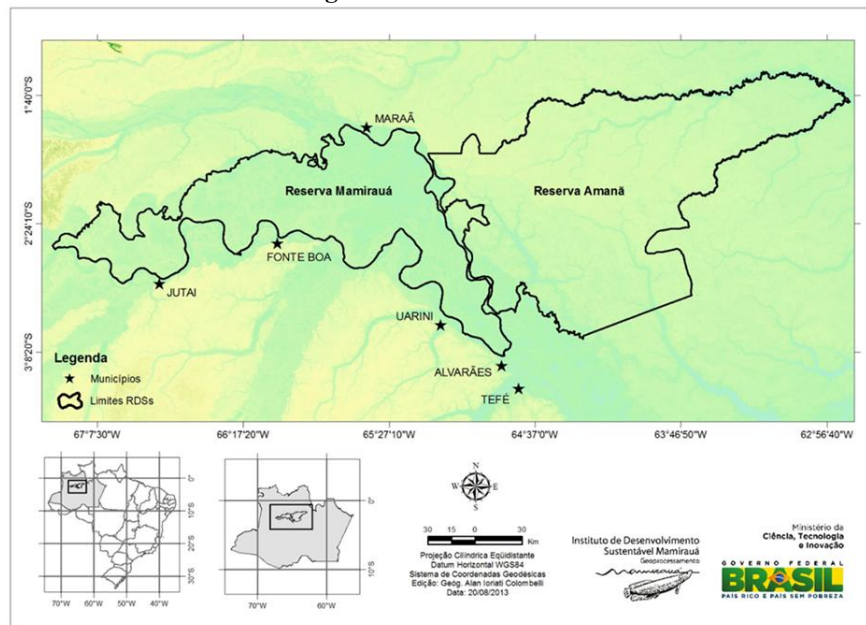 1°40'0"S
MARAÃ
Reserva Mamirauá
Reserva Amanã
2°24'10"S
FONTE BOA
JUTAI
UARINI
3°8'20"S
Legenda
Municípios
Limites RDSs
ALVARÃES
TEFÉ
67°7'30"W
66°17'20"W
65°27'10"W
64°37'0"W
63°46'50"W
62°56'40"W
0°
10°S
20°S
30°S
70°W
60°W
50°W
40°W
0°
10°S
70°W
60°W
N
W
E
S
30 15 0 30
Km
Projeção Cilíndrica Eqüidistante
Datum Horizontal WGS84
Sistema de Coordenadas Geodésicas
Edição: Geog. Alan Ioriati Colombelli
Data: 20/08/2013
Instituto de Desenvolvimento
Sustentável Mamirauá
Geoprocessamento
Ministério da
Ciência, Tecnologia
e Inovação
GOVERNO FEDERAL
BRASIL
PAÍS RICO É PAÍS SEM POBREZA